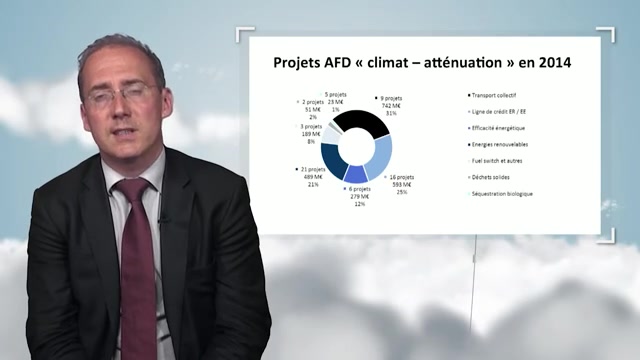 Projets AFD « climat – atténuation » en 2014
5 projets
23 M€
1%
2 projets
51 M€
2%
3 projets
189 M€
8%
21 projets
489 M€
21%
6 projets
279 M€
12%
16 projets
593 M€
25%
9 projets
742 M€
31%
Transport collectif
Ligne de crédit ER / EE
Efficacité énergétique
Energies renouvelables
Fuel switch et autres
Déchets solides
Séquestration biologique